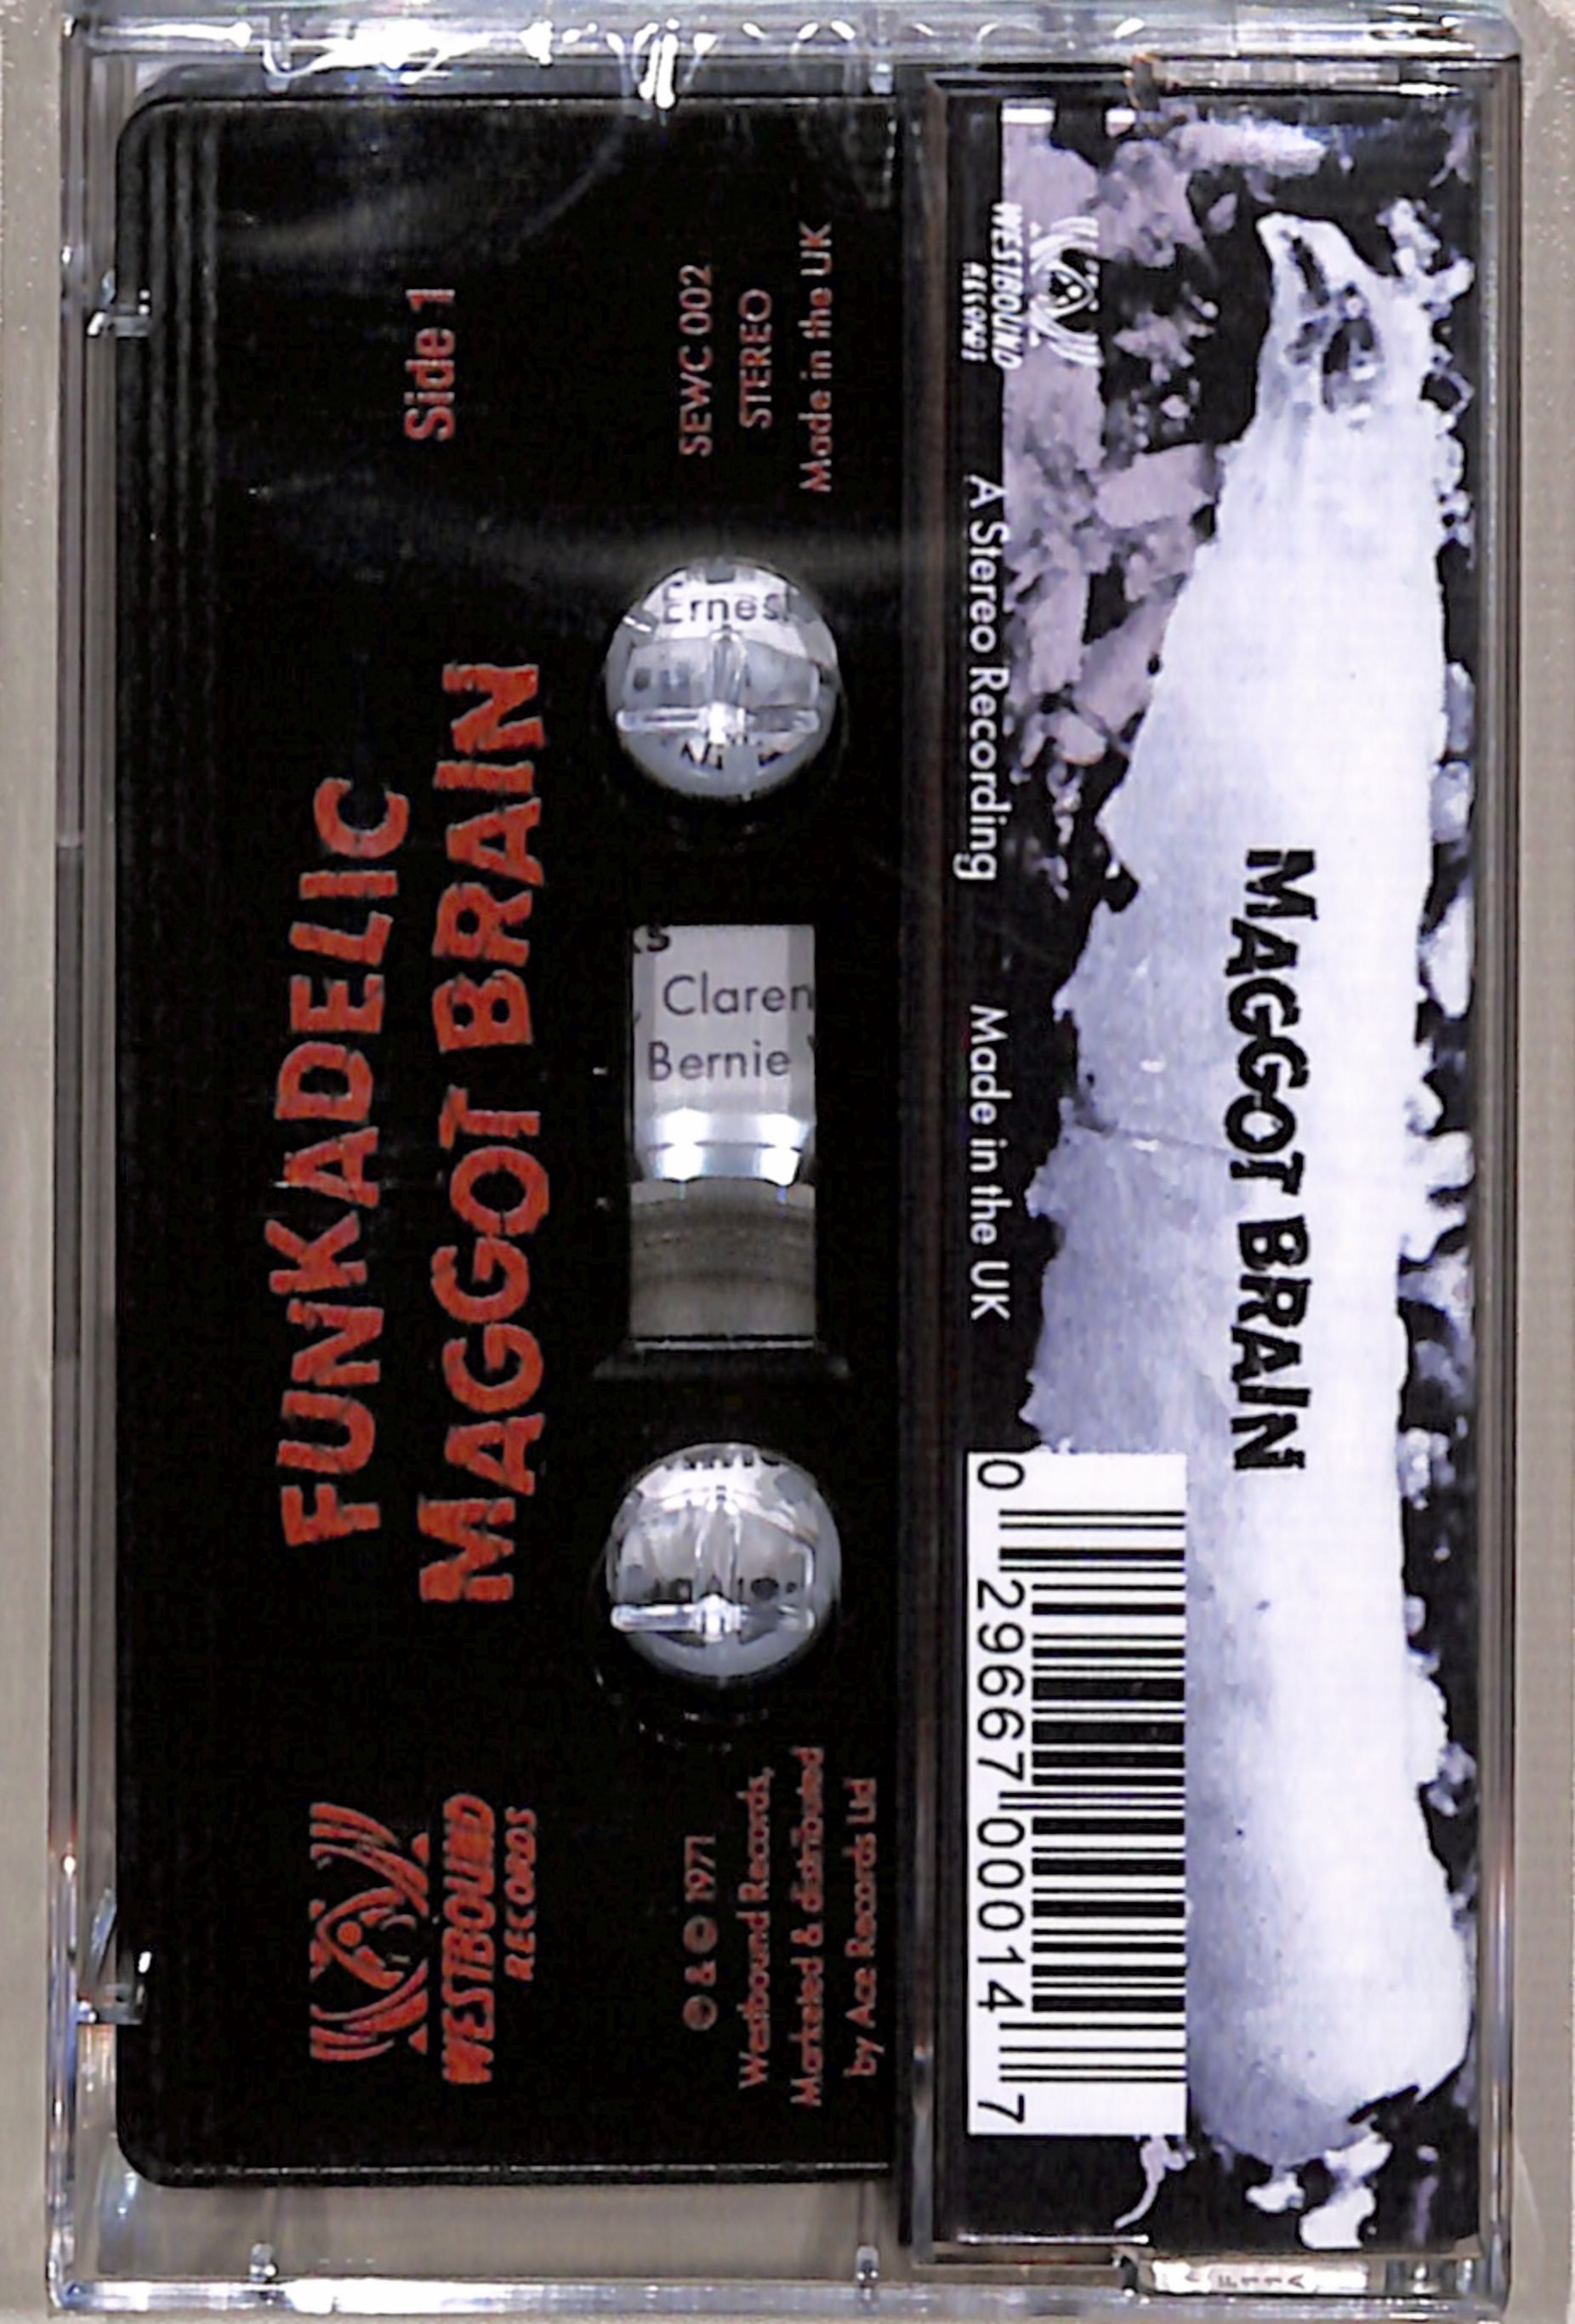 FUNKADELIC
MAGGOT BRAIN
Side 1
SEWC 002
STEREO
Made in the UK
WESTBOUND
RECORDS
℗ & © 1971
Westbound Records,
Marketed & distributed
by Ace Records Ltd
Ernest
Claren
Bernie
MAGGOT BRAIN
WESTBOUND
RECORDS
A Stereo Recording
Made in the UK
0 29667 00014 7